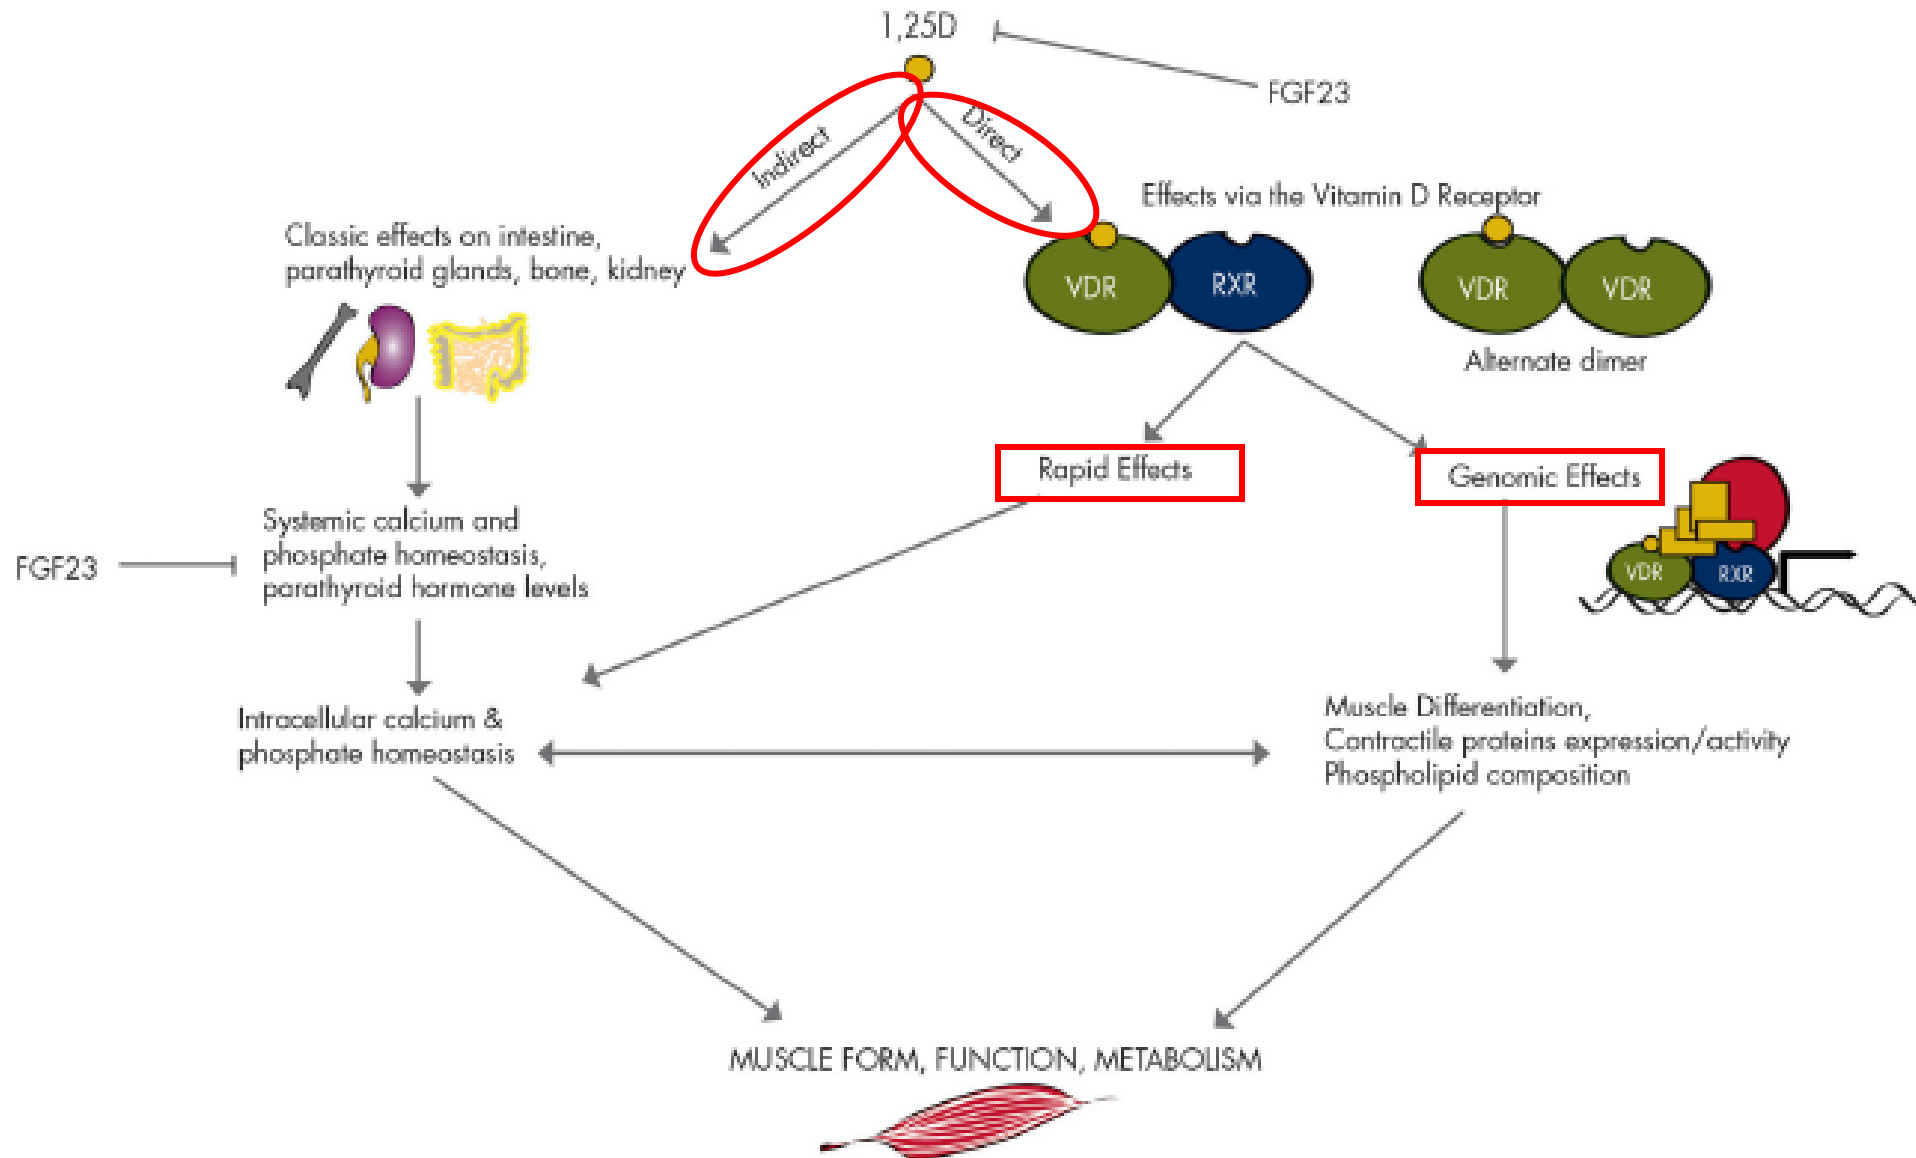 1,25D
FGF23
Indirect
Direct
Effects via the Vitamin D Receptor
Classic effects on intestine,
parathyroid glands, bone, kidney
VDR
RXR
VDR
VDR
Alternate dimer
Rapid Effects
Genomic Effects
Systemic calcium and
phosphate homeostasis,
parathyroid hormone levels
FGF23
VDR
RXR
Intracellular calcium &
phosphate homeostasis
Muscle Differentiation,
Contractile proteins expression/activity
Phospholipid composition
MUSCLE FORM, FUNCTION, METABOLISM